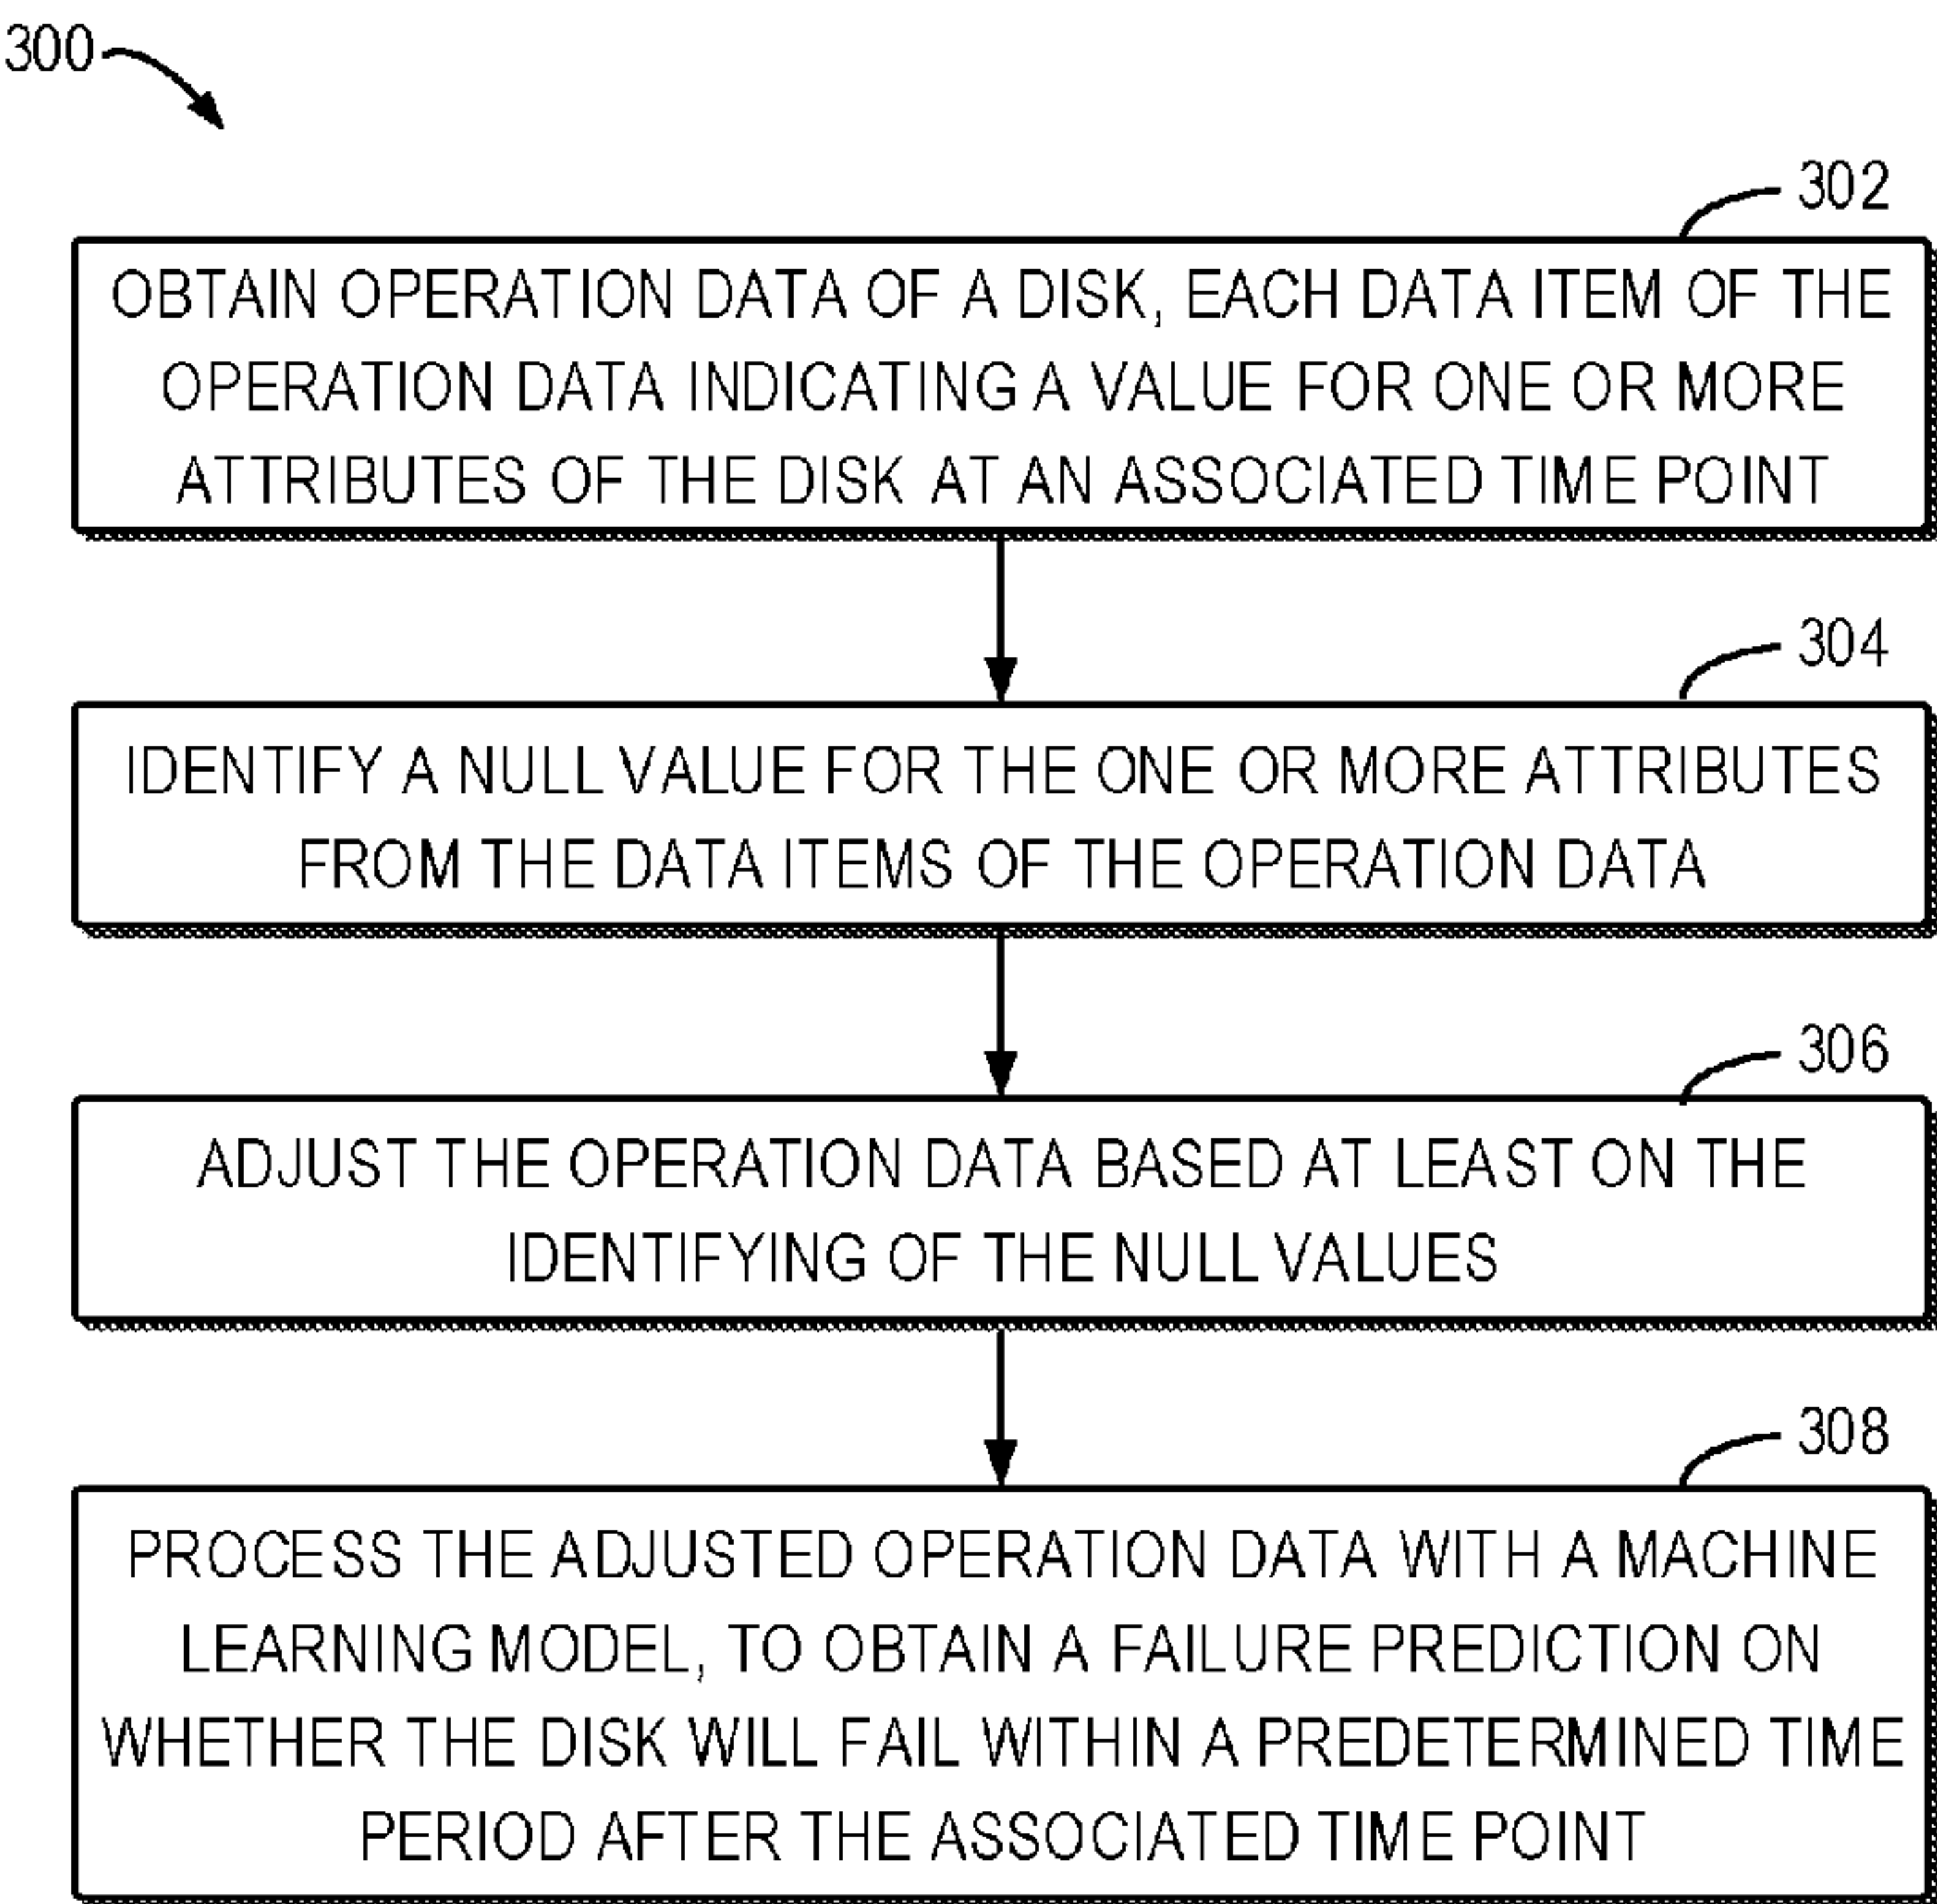 300
302
OBTAIN OPERATION DATA OF A DISK, EACH DATA ITEM OF THE
OPERATION DATA INDICATING A VALUE FOR ONE OR MORE
ATTRIBUTES OF THE DISK AT AN ASSOCIATED TIME POINT
304
IDENTIFY A NULL VALUE FOR THE ONE OR MORE ATTRIBUTES
FROM THE DATA ITEMS OF THE OPERATION DATA
306
ADJUST THE OPERATION DATA BASED AT LEAST ON THE
IDENTIFYING OF THE NULL VALUES
308
PROCESS THE ADJUSTED OPERATION DATA WITH A MACHINE
LEARNING MODEL, TO OBTAIN A FAILURE PREDICTION ON
WHETHER THE DISK WILL FAIL WITHIN A PREDETERMINED TIME
PERIOD AFTER THE ASSOCIATED TIME POINT